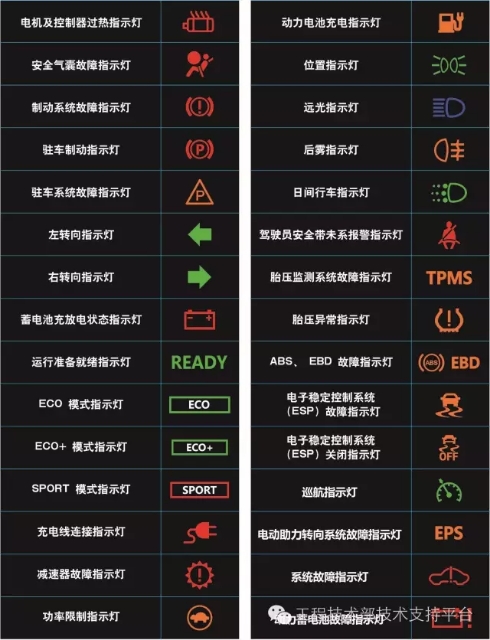 电机及控制器过热指示灯
安全气囊故障指示灯
制动系统故障指示灯
驻车制动指示灯
P
驻车系统故障指示灯
P
左转向指示灯
右转向指示灯
蓄电池充放电状态指示灯
运行准备就绪指示灯
READY
ECO 模式指示灯
ECO
ECO+ 模式指示灯
ECO+
SPORT 模式指示灯
SPORT
充电线连接指示灯
减速器故障指示灯
功率限制指示灯
动力电池充电指示灯
位置指示灯
远光指示灯
后雾指示灯
日间行车指示灯
驾驶员安全带未系报警指示灯
胎压监测系统故障指示灯
TPMS
胎压异常指示灯
ABS、 EBD 故障指示灯
ABS EBD
电子稳定控制系统
(ESP) 故障指示灯
电子稳定控制系统
(ESP) 关闭指示灯
OFF
巡航指示灯
电动助力转向系统故障指示灯
EPS
系统故障指示灯
动力蓄电池故障指示灯
工程技术部技术支持平台